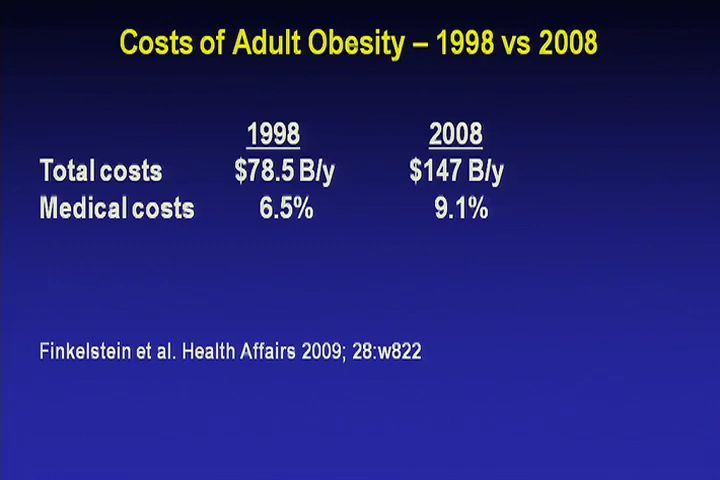 Costs of Adult Obesity – 1998 vs 2008
1998 2008
Total costs $78.5 B/y $147 B/y
Medical costs 6.5% 9.1%
Finkelstein et al. Health Affairs 2009; 28:w822